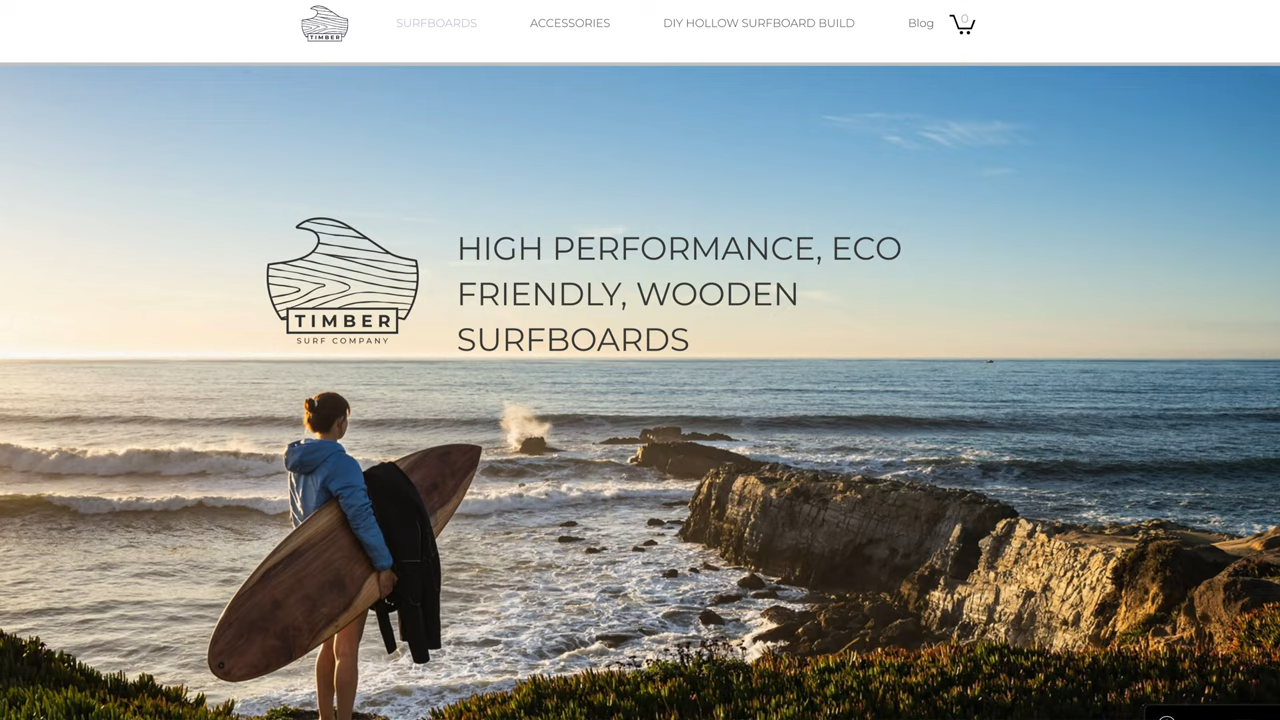 TIMBER
SURFBOARDS
ACCESSORIES
DIY HOLLOW SURFBOARD BUILD
Blog
0
HIGH PERFORMANCE, ECO
FRIENDLY, WOODEN
SURFBOARDS
TIMBER
SURF COMPANY